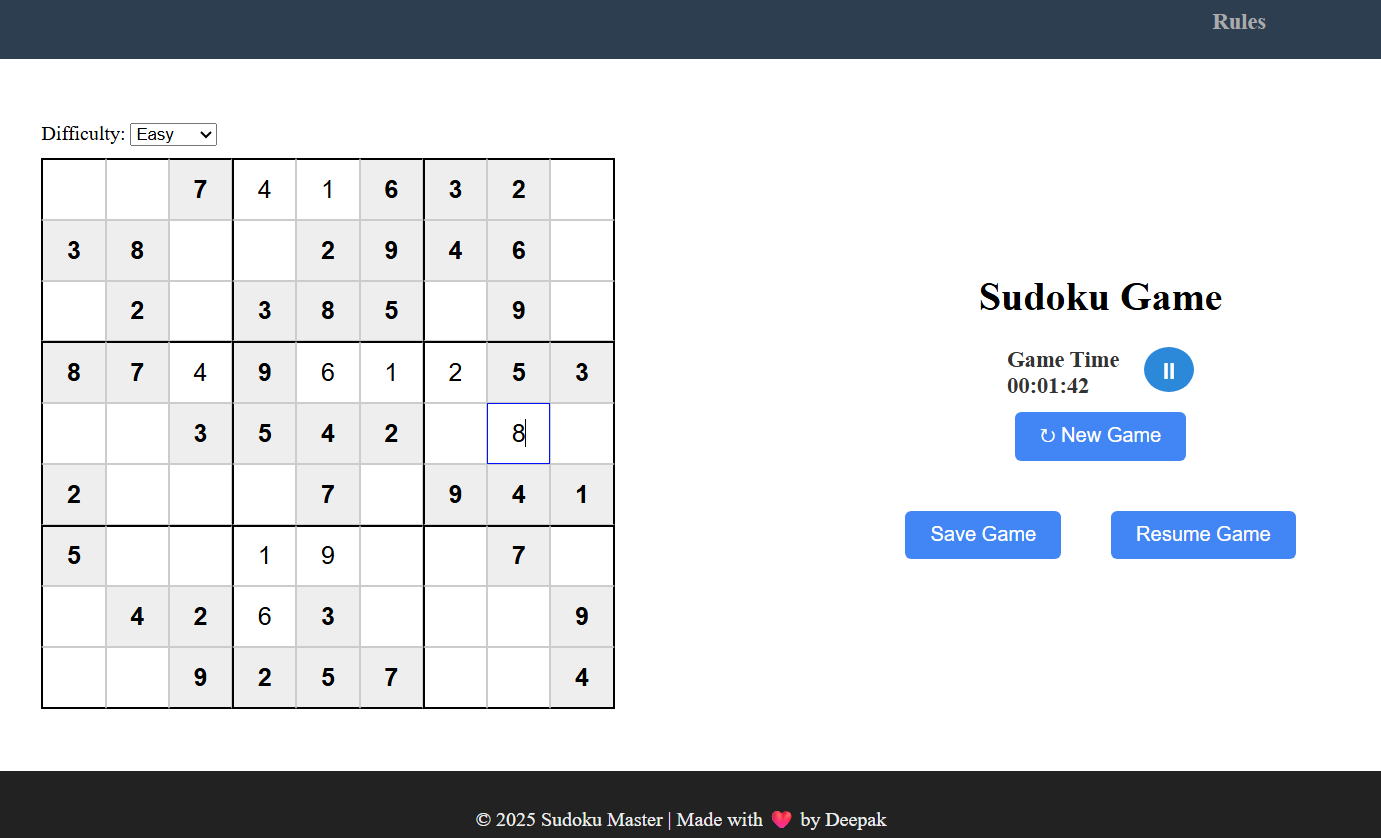 Rules
Difficulty: Easy
7 4 1 6 3 2
3 8 2 9 4 6
2 3 8 5 9
8 7 4 9 6 1 2 5 3
3 5 4 2 8
2 7 9 4 1
5 1 9 7
4 2 6 3 9
9 2 5 7 4
Sudoku Game
Game Time
00:01:42
↻ New Game
Save Game
Resume Game
© 2025 Sudoku Master | Made with ❤️ by Deepak